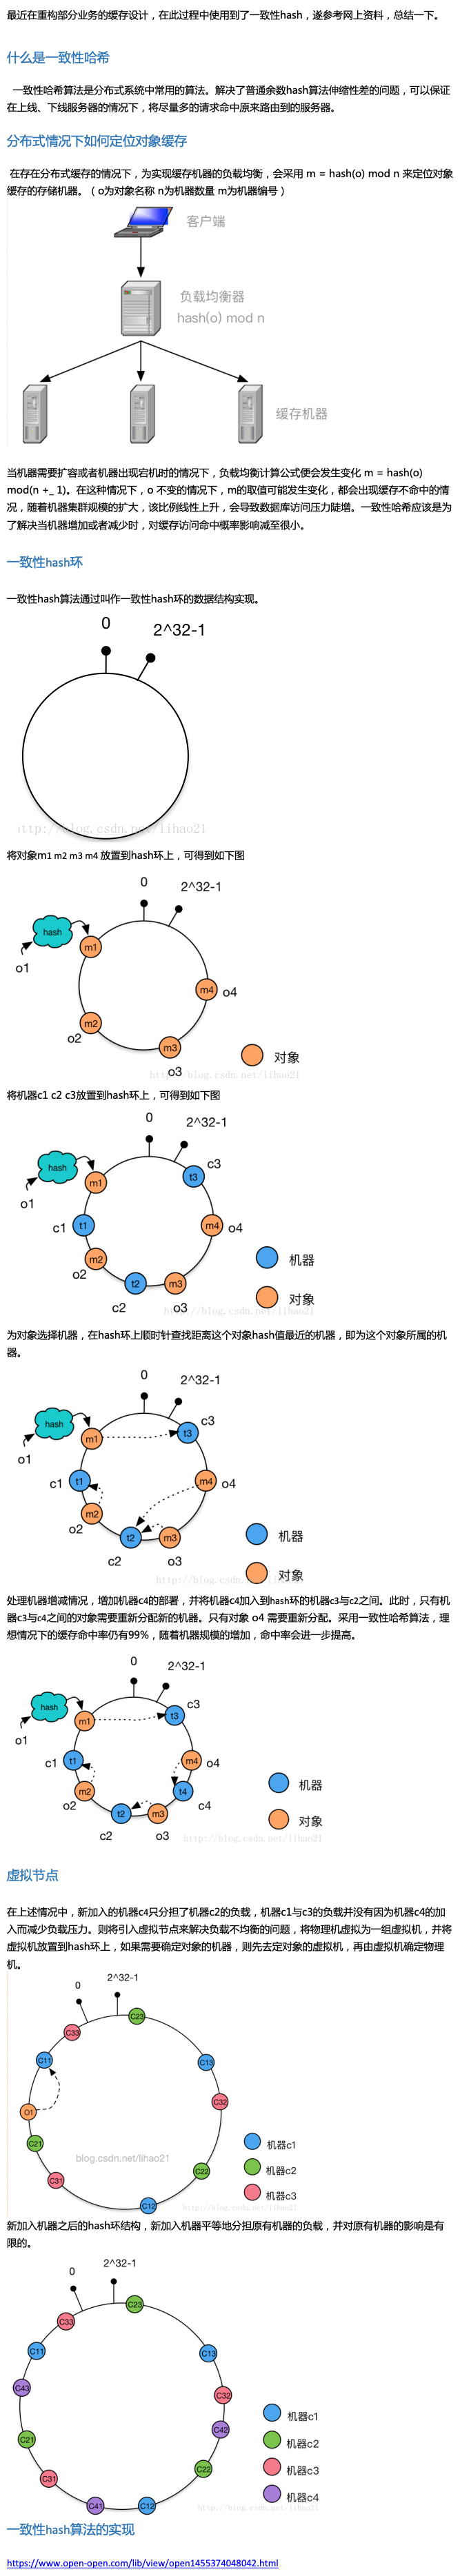 最近在重构部分业务的缓存设计，在此过程中使用到了一致性hash，遂参考网上资料，总结一下。
什么是一致性哈希
一致性哈希算法是分布式系统中常用的算法。解决了普通余数hash算法伸缩性差的问题，可以保证
在上线、下线服务器的情况下，将尽量多的请求命中原来路由到的服务器。
分布式情况下如何定位对象缓存
在存在分布式缓存的情况下，为实现缓存机器的负载均衡，会采用 m = hash(o) mod n 来定位对象
缓存的存储机器。（ o为对象名称 n为机器数量 m为机器编号 ）
客户端
负载均衡器
hash(o) mod n
缓存机器
当机器需要扩容或者机器出现宕机时的情况下，负载均衡计算公式便会发生变化 m = hash(o)
mod(n +_ 1)。在这种情况下，o 不变的情况下，m的取值可能发生变化，都会出现缓存不命中的情
况，随着机器集群规模的扩大，该比例线性上升，会导致数据库访问压力陡增。一致性哈希应该是为
了解决当机器增加或者减少时，对缓存访问命中概率影响减至很小。
一致性hash环
一致性hash算法通过叫作一致性hash环的数据结构实现。
0
2^32-1
http://blog.csdn.net/lihao21
将对象m1 m2 m3 m4 放置到hash环上，可得到如下图
0
2^32-1
hash
m1
o1
m4
o4
m2
o2
m3
o3
对象
http://blog.csdn.net/lihao21
将机器c1 c2 c3放置到hash环上，可得到如下图
0
2^32-1
c3
hash
t3
m1
o1
c1
t1
m4
o4
m2
o2
机器
t2
m3
c2
o3
对象
http://blog.csdn.net/lihao21
为对象选择机器，在hash环上顺时针查找距离这个对象hash值最近的机器，即为这个对象所属的机
器。
0
2^32-1
c3
hash
t3
m1
o1
c1
t1
m4
o4
m2
o2
t2
m3
机器
c2
o3
对象
http://blog.csdn.net/lihao21
处理机器增减情况，增加机器c4的部署，并将机器c4加入到hash环的机器c3与c2之间。此时，只有机
器c3与c4之间的对象需要重新分配新的机器。只有对象 o4 需要重新分配。采用一致性哈希算法，理
想情况下的缓存命中率仍有99%，随着机器规模的增加，命中率会进一步提高。
0
2^32-1
c3
hash
t3
m1
o1
c1
t1
m4
o4
m2
t4
机器
o2
c4
t2
m3
对象
c2
o3
http://blog.csdn.net/lihao21
虚拟节点
在上述情况中，新加入的机器c4只分担了机器c2的负载，机器c1与c3的负载并没有因为机器c4的加
入而减少负载压力。则将引入虚拟节点来解决负载不均衡的问题，将物理机虚拟为一组虚拟机，并将
虚拟机放置到hash环上，如果需要确定对象的机器，则先去定对象的虚拟机，再由虚拟机确定物理
机。
0
2^32-1
C23
C33
C11
C13
C32
O1
C21
机器c1
blog.csdn.net/lihao21
C22
机器c2
C31
机器c3
C12
http://blog.csdn.net/lihao21
新加入机器之后的hash环结构，新加入机器平等地分担原有机器的负载，并对原有机器的影响是有
限的。
0
2^32-1
C23
C33
C11
C13
C43
C32
机器c1
C42
C21
机器c2
C22
机器c3
C31
机器c4
C41
C12
http://blog.csdn.net/lihao21
一致性hash算法的实现
https://www.open-open.com/lib/view/open1455374048042.html